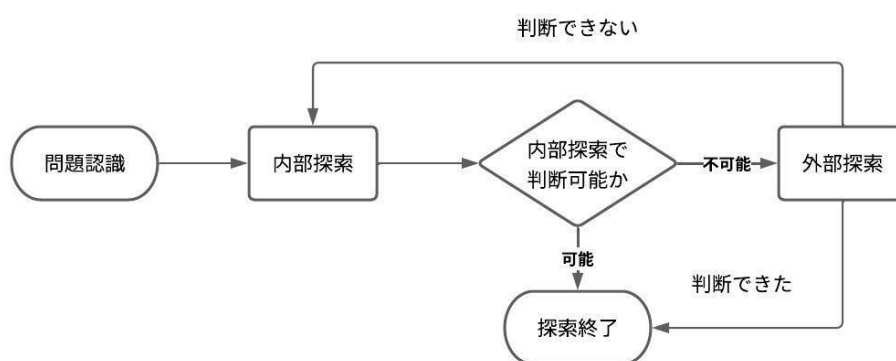 判断できない
問題認識
内部探索
内部探索で
判断可能か
不可能
外部探索
可能
判断できた
探索終了